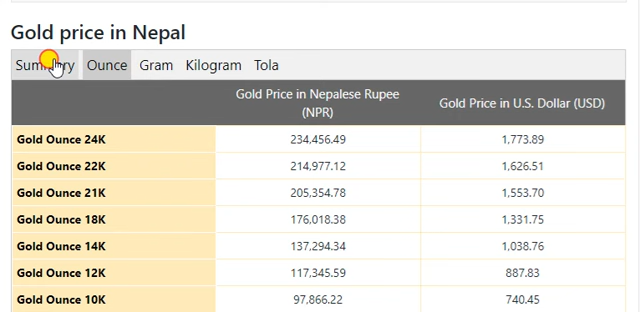 Gold price in Nepal
Summary Ounce Gram Kilogram Tola
Gold Price in Nepalese Rupee (NPR) Gold Price in U.S. Dollar (USD)
Gold Ounce 24K 234,456.49 1,773.89
Gold Ounce 22K 214,977.12 1,626.51
Gold Ounce 21K 205,354.78 1,553.70
Gold Ounce 18K 176,018.38 1,331.75
Gold Ounce 14K 137,294.34 1,038.76
Gold Ounce 12K 117,345.59 887.83
Gold Ounce 10K 97,866.22 740.45